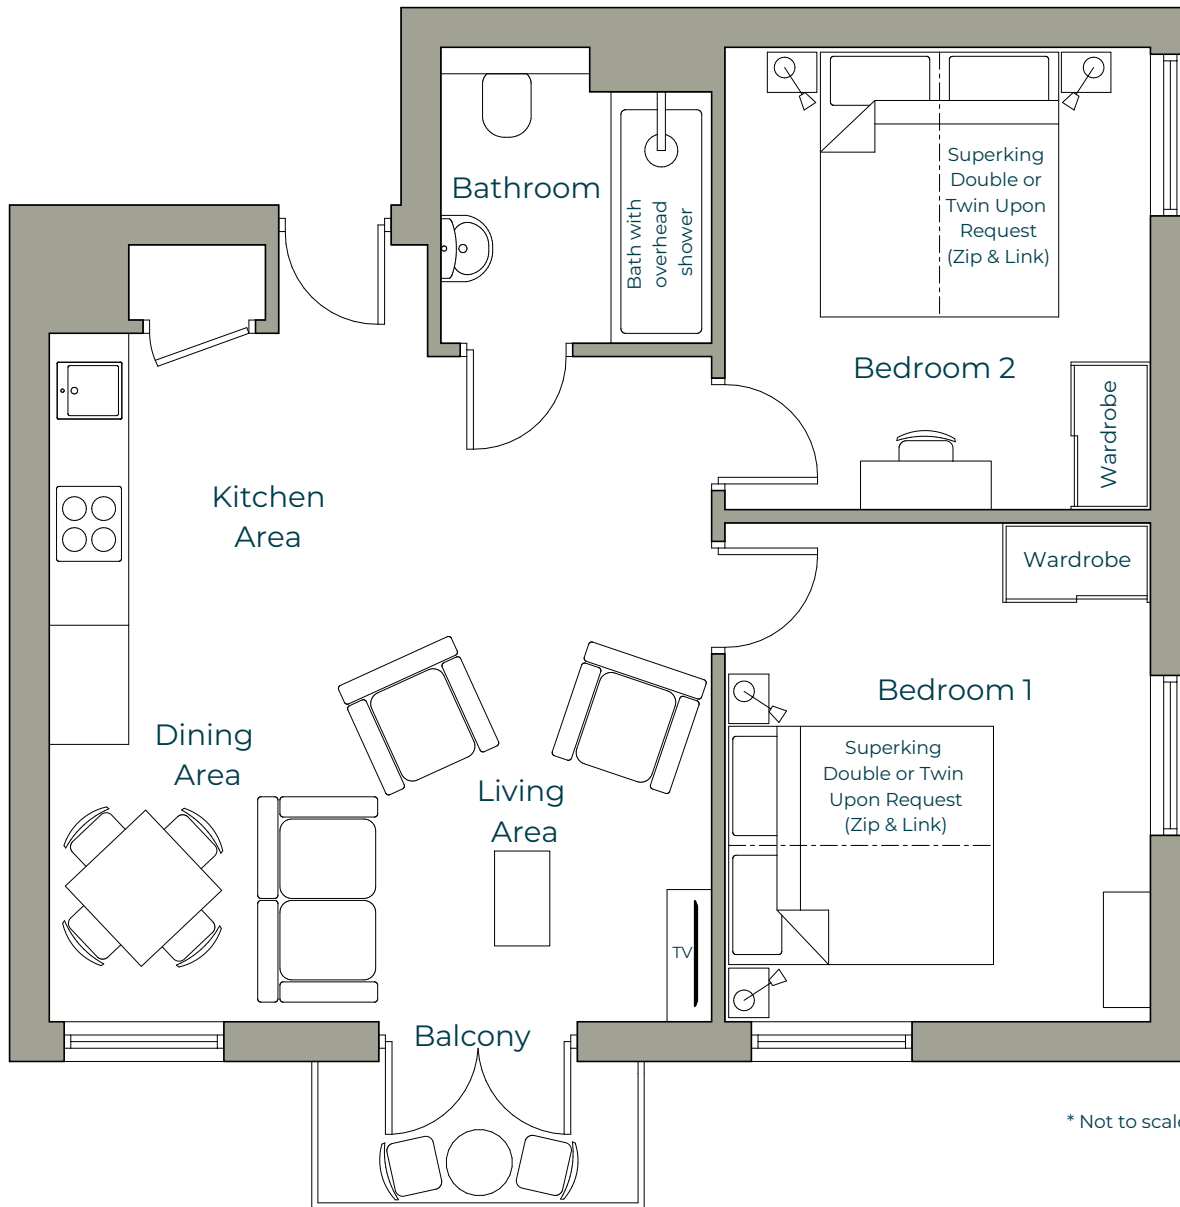 Bathroom
Bath with
overhead
shower
Superking
Double or
Twin Upon
Request
(Zip & Link)
Bedroom 2
Wardrobe
Kitchen
Area
Wardrobe
Bedroom 1
Superking
Double or Twin
Upon Request
(Zip & Link)
Dining
Area
Living
Area
TV
Balcony
* Not to scale